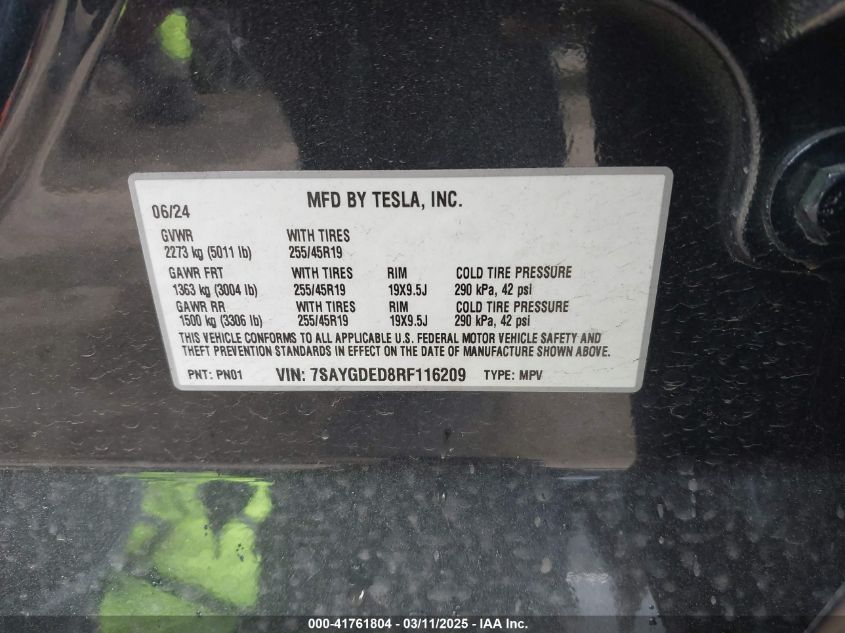 MFD BY TESLA, INC.
06/24
GVWR WITH TIRES
2273 kg (5011 lb) 255/45R19
GAWR FRT RIM COLD TIRE PRESSURE
1363 kg (3004 lb) 255/45R19 19X9.5J 290 kPa, 42 psi
GAWR RR RIM COLD TIRE PRESSURE
1500 kg (3306 lb) 255/45R19 19X9.5J 290 kPa, 42 psi
THIS VEHICLE CONFORMS TO ALL APPLICABLE U.S. FEDERAL MOTOR VEHICLE SAFETY AND
THEFT PREVENTION STANDARDS IN EFFECT ON THE DATE OF MANUFACTURE SHOWN ABOVE.
PNT: PN01 VIN: 7SAYGDED8RF116209 TYPE: MPV
000-41761804 - 03/11/2025 - IAA Inc.